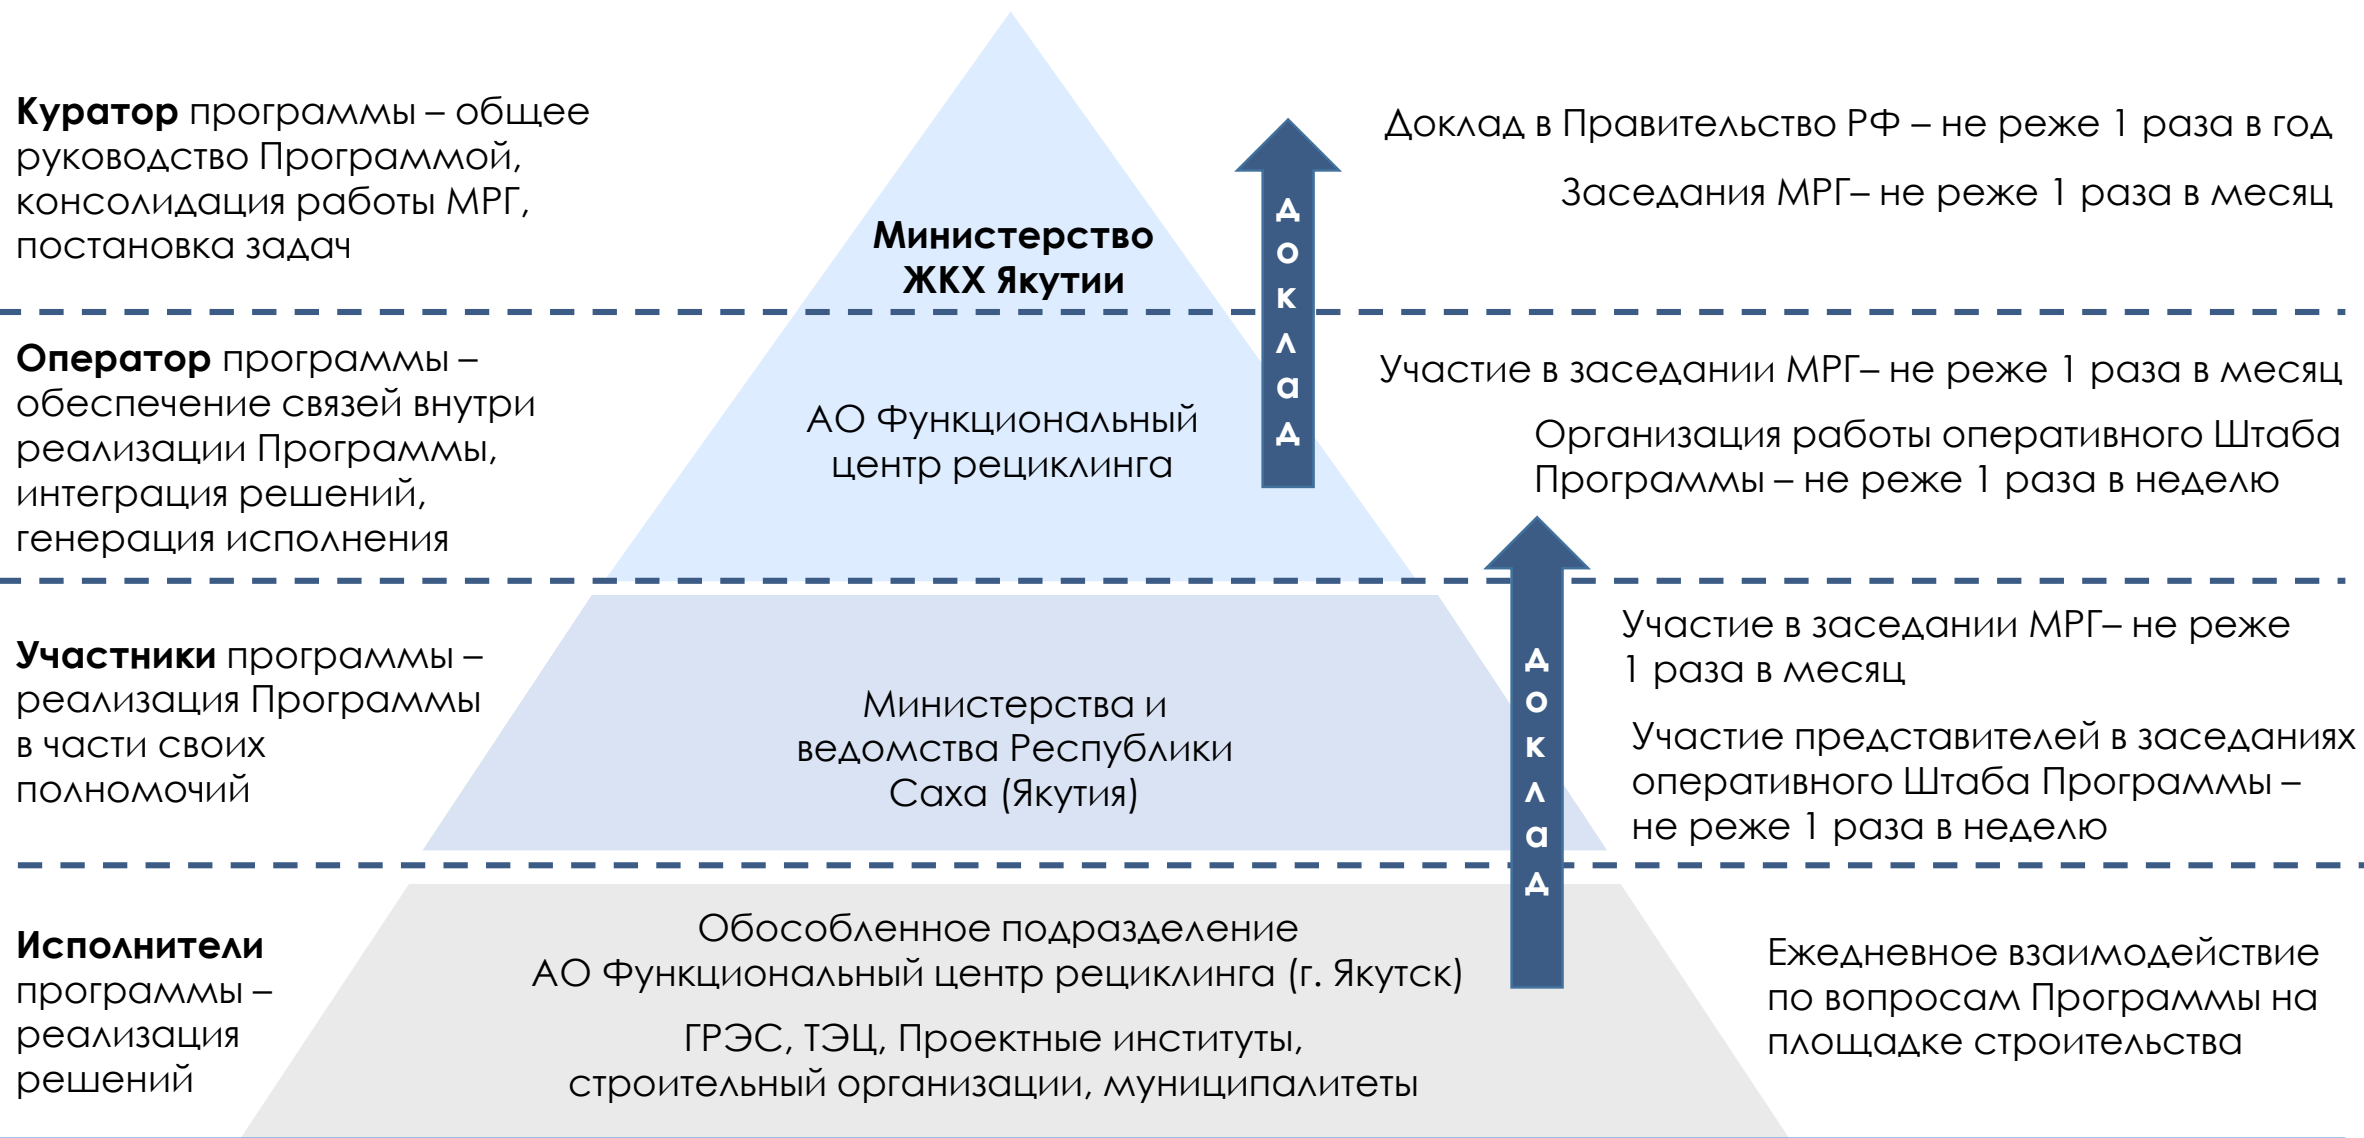 Куратор программы – общее
руководство Программой,
консолидация работы МРГ,
постановка задач
Министерство
ЖКХ Якутии
доклад
Доклад в Правительство РФ – не реже 1 раза в год
Заседания МРГ– не реже 1 раза в месяц
Оператор программы –
обеспечение связей внутри
реализации Программы,
интеграция решений,
генерация исполнения
АО Функциональный
центр рециклинга
Участие в заседании МРГ– не реже 1 раза в месяц
Организация работы оперативного Штаба
Программы – не реже 1 раза в неделю
Участники программы –
реализация Программы
в части своих
полномочий
Министерства и
ведомства Республики
Саха (Якутия)
доклад
Участие в заседании МРГ– не реже
1 раза в месяц
Участие представителей в заседаниях
оперативного Штаба Программы –
не реже 1 раза в неделю
Исполнители
программы –
реализация
решений
Обособленное подразделение
АО Функциональный центр рециклинга (г. Якутск)
ГРЭС, ТЭЦ, Проектные институты,
строительный организации, муниципалитеты
Ежедневное взаимодействие
по вопросам Программы на
площадке строительства